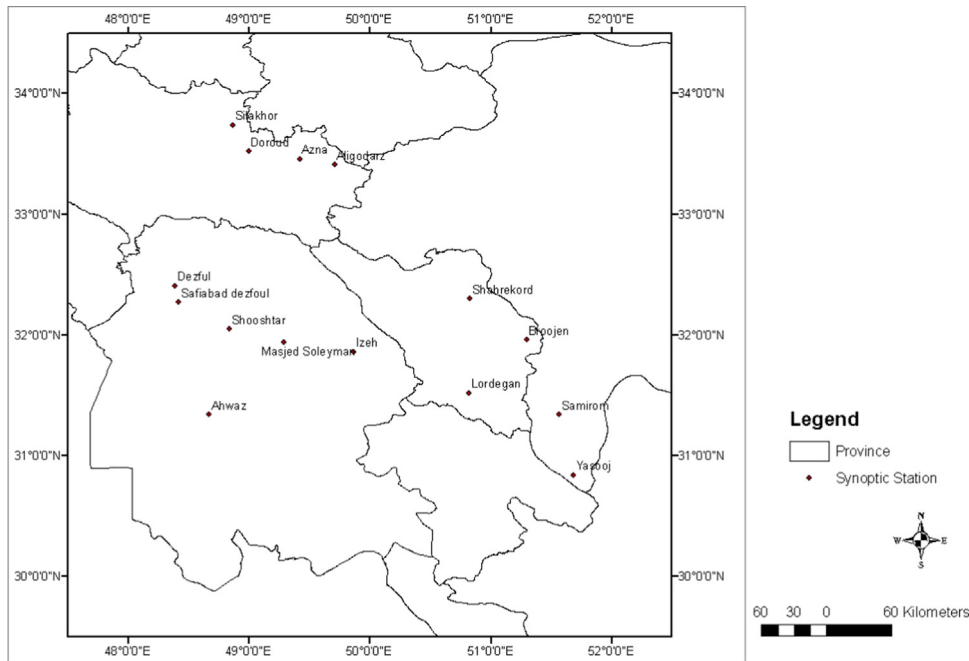 48°0'0"E 49°0'0"E 50°0'0"E 51°0'0"E 52°0'0"E
34°0'0"N 34°0'0"N
Silakhor
Doroud
Azna
Aligodarz
33°0'0"N 33°0'0"N
Dezful
Safiabad dezfoul
Shahrekord
Shooshtar
32°0'0"N 32°0'0"N
Masjed Soleyman
Izeh
Broojen
Lordegan
Ahwaz
Samirom
31°0'0"N 31°0'0"N
Yasooj
30°0'0"N 30°0'0"N
48°0'0"E 49°0'0"E 50°0'0"E 51°0'0"E 52°0'0"E
Legend
Province
Synoptic Station
N
W E
S
60 30 0 60 Kilometers